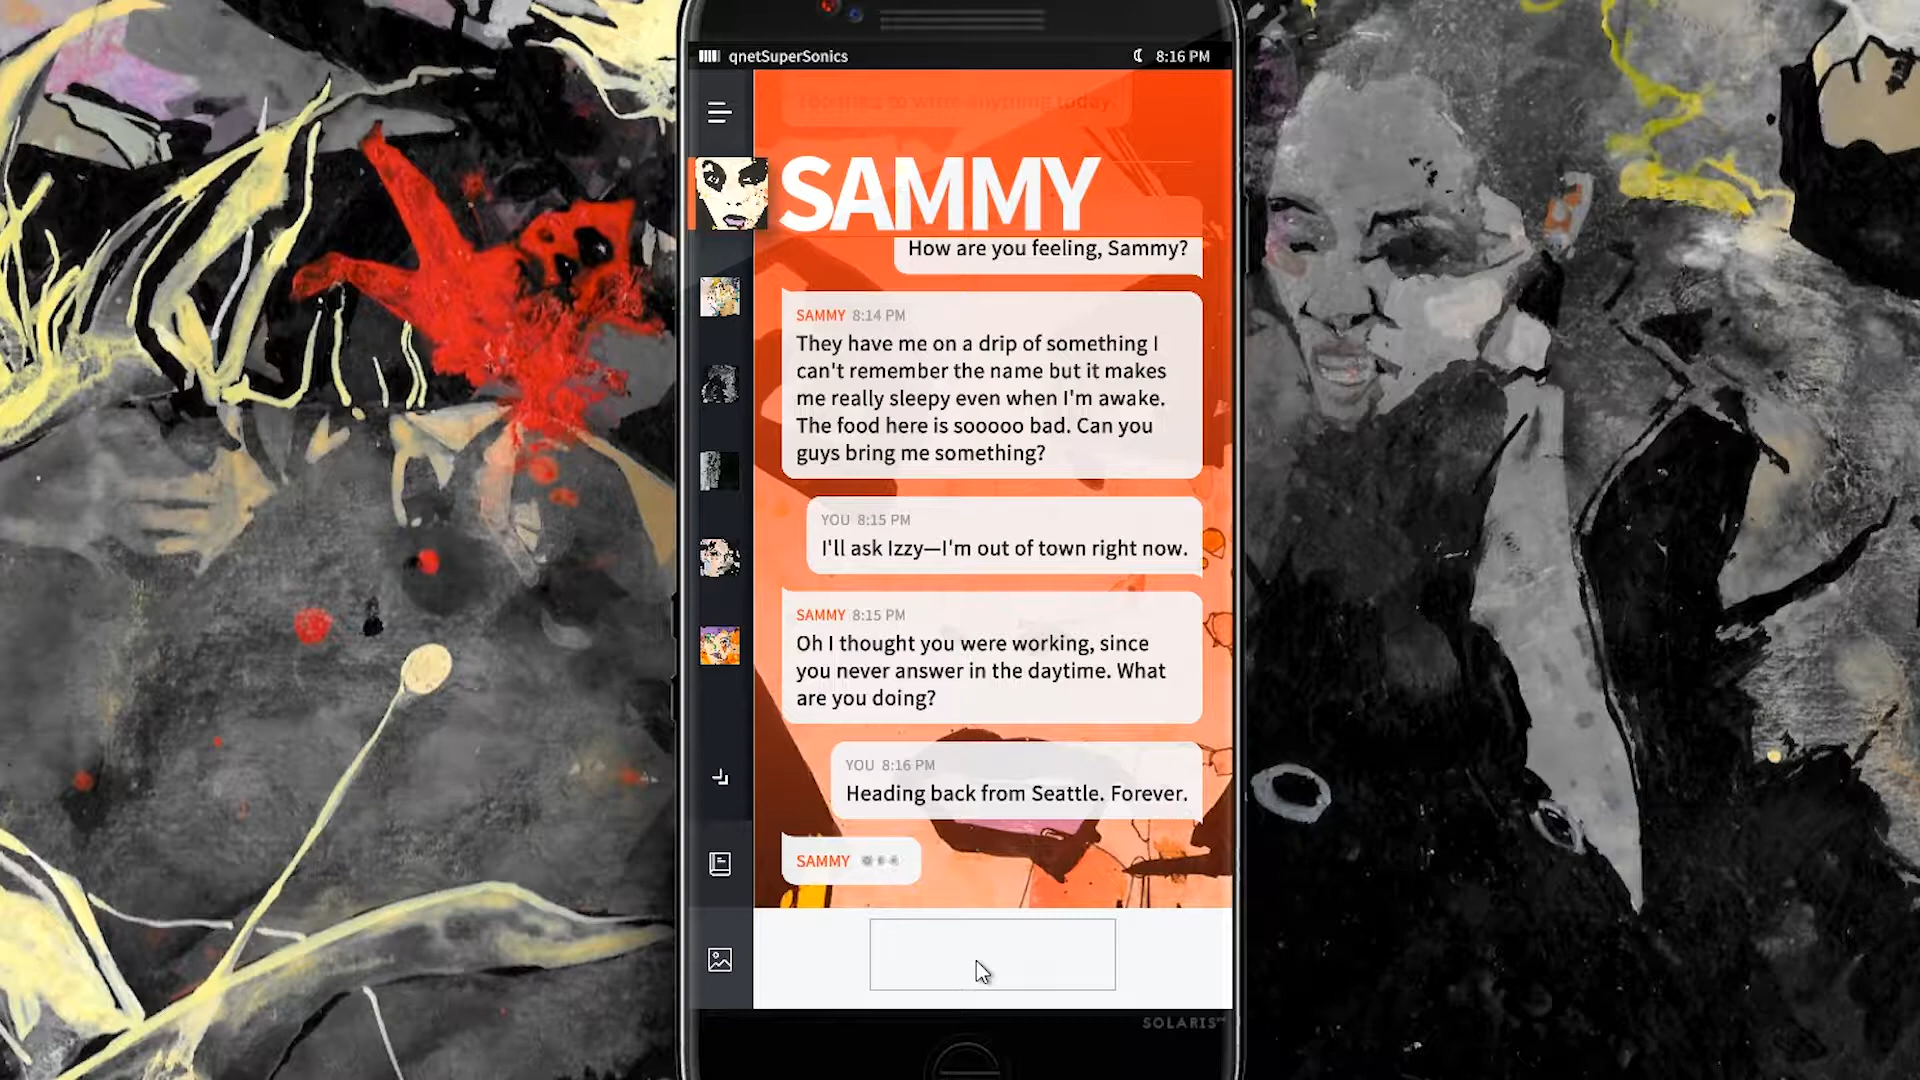 qnetSuperSonics
8:16 PM
to write anything today.
SAMMY
How are you feeling, Sammy?
SAMMY 8:14 PM
They have me on a drip of something I
can't remember the name but it makes
me really sleepy even when I'm awake.
The food here is sooooo bad. Can you
guys bring me something?
YOU 8:15 PM
I'll ask Izzy—I'm out of town right now.
SAMMY 8:15 PM
Oh I thought you were working, since
you never answer in the daytime. What
are you doing?
YOU 8:16 PM
Heading back from Seattle. Forever.
SAMMY
SOLARIS